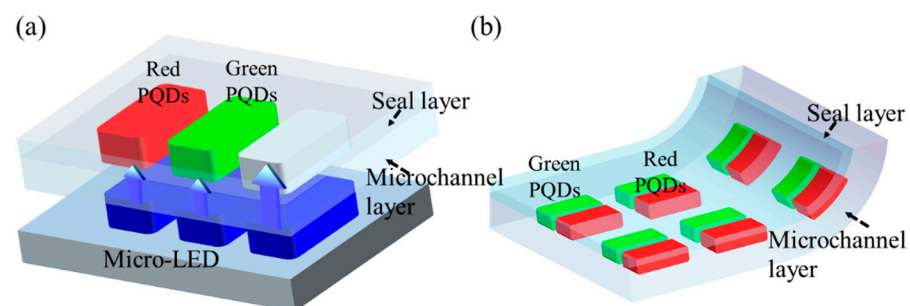 (a)
Red
PQDs
Green
PQDs
Seal layer
Microchannel
layer
Micro-LED
(b)
Seal layer
Green
PQDs
Red
PQDs
Microchannel
layer